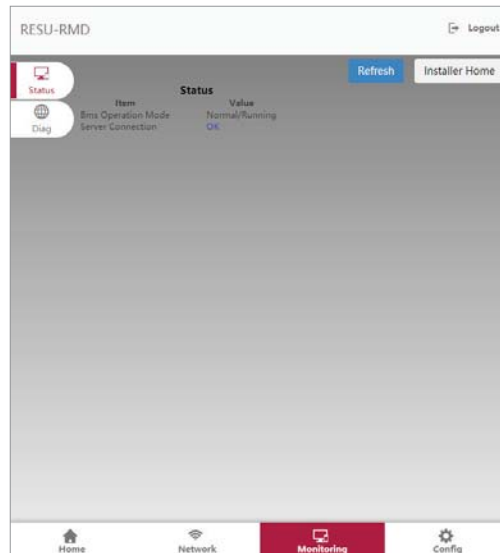 RESU-RMD
Logout
Refresh
Installer Home
Status
Diag
Status
Item Value
Bms Operation Mode Normal/Running
Server Connection OK
Home
Network
Monitoring
Config